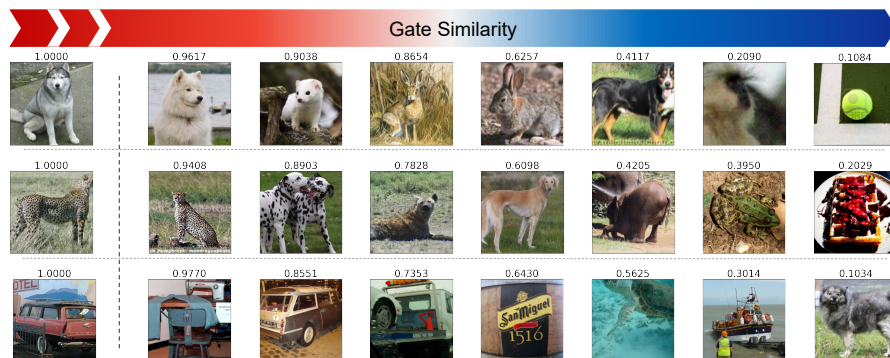 Gate Similarity
1.0000 0.9617 0.9038 0.8654 0.6257 0.4117 0.2090 0.1084
1.0000 0.9408 0.8903 0.7828 0.6098 0.4205 0.3950 0.2029
1.0000 0.9770 0.8551 0.7353 0.6430 0.5625 0.3014 0.1034
OTEL
San Miguel
1516